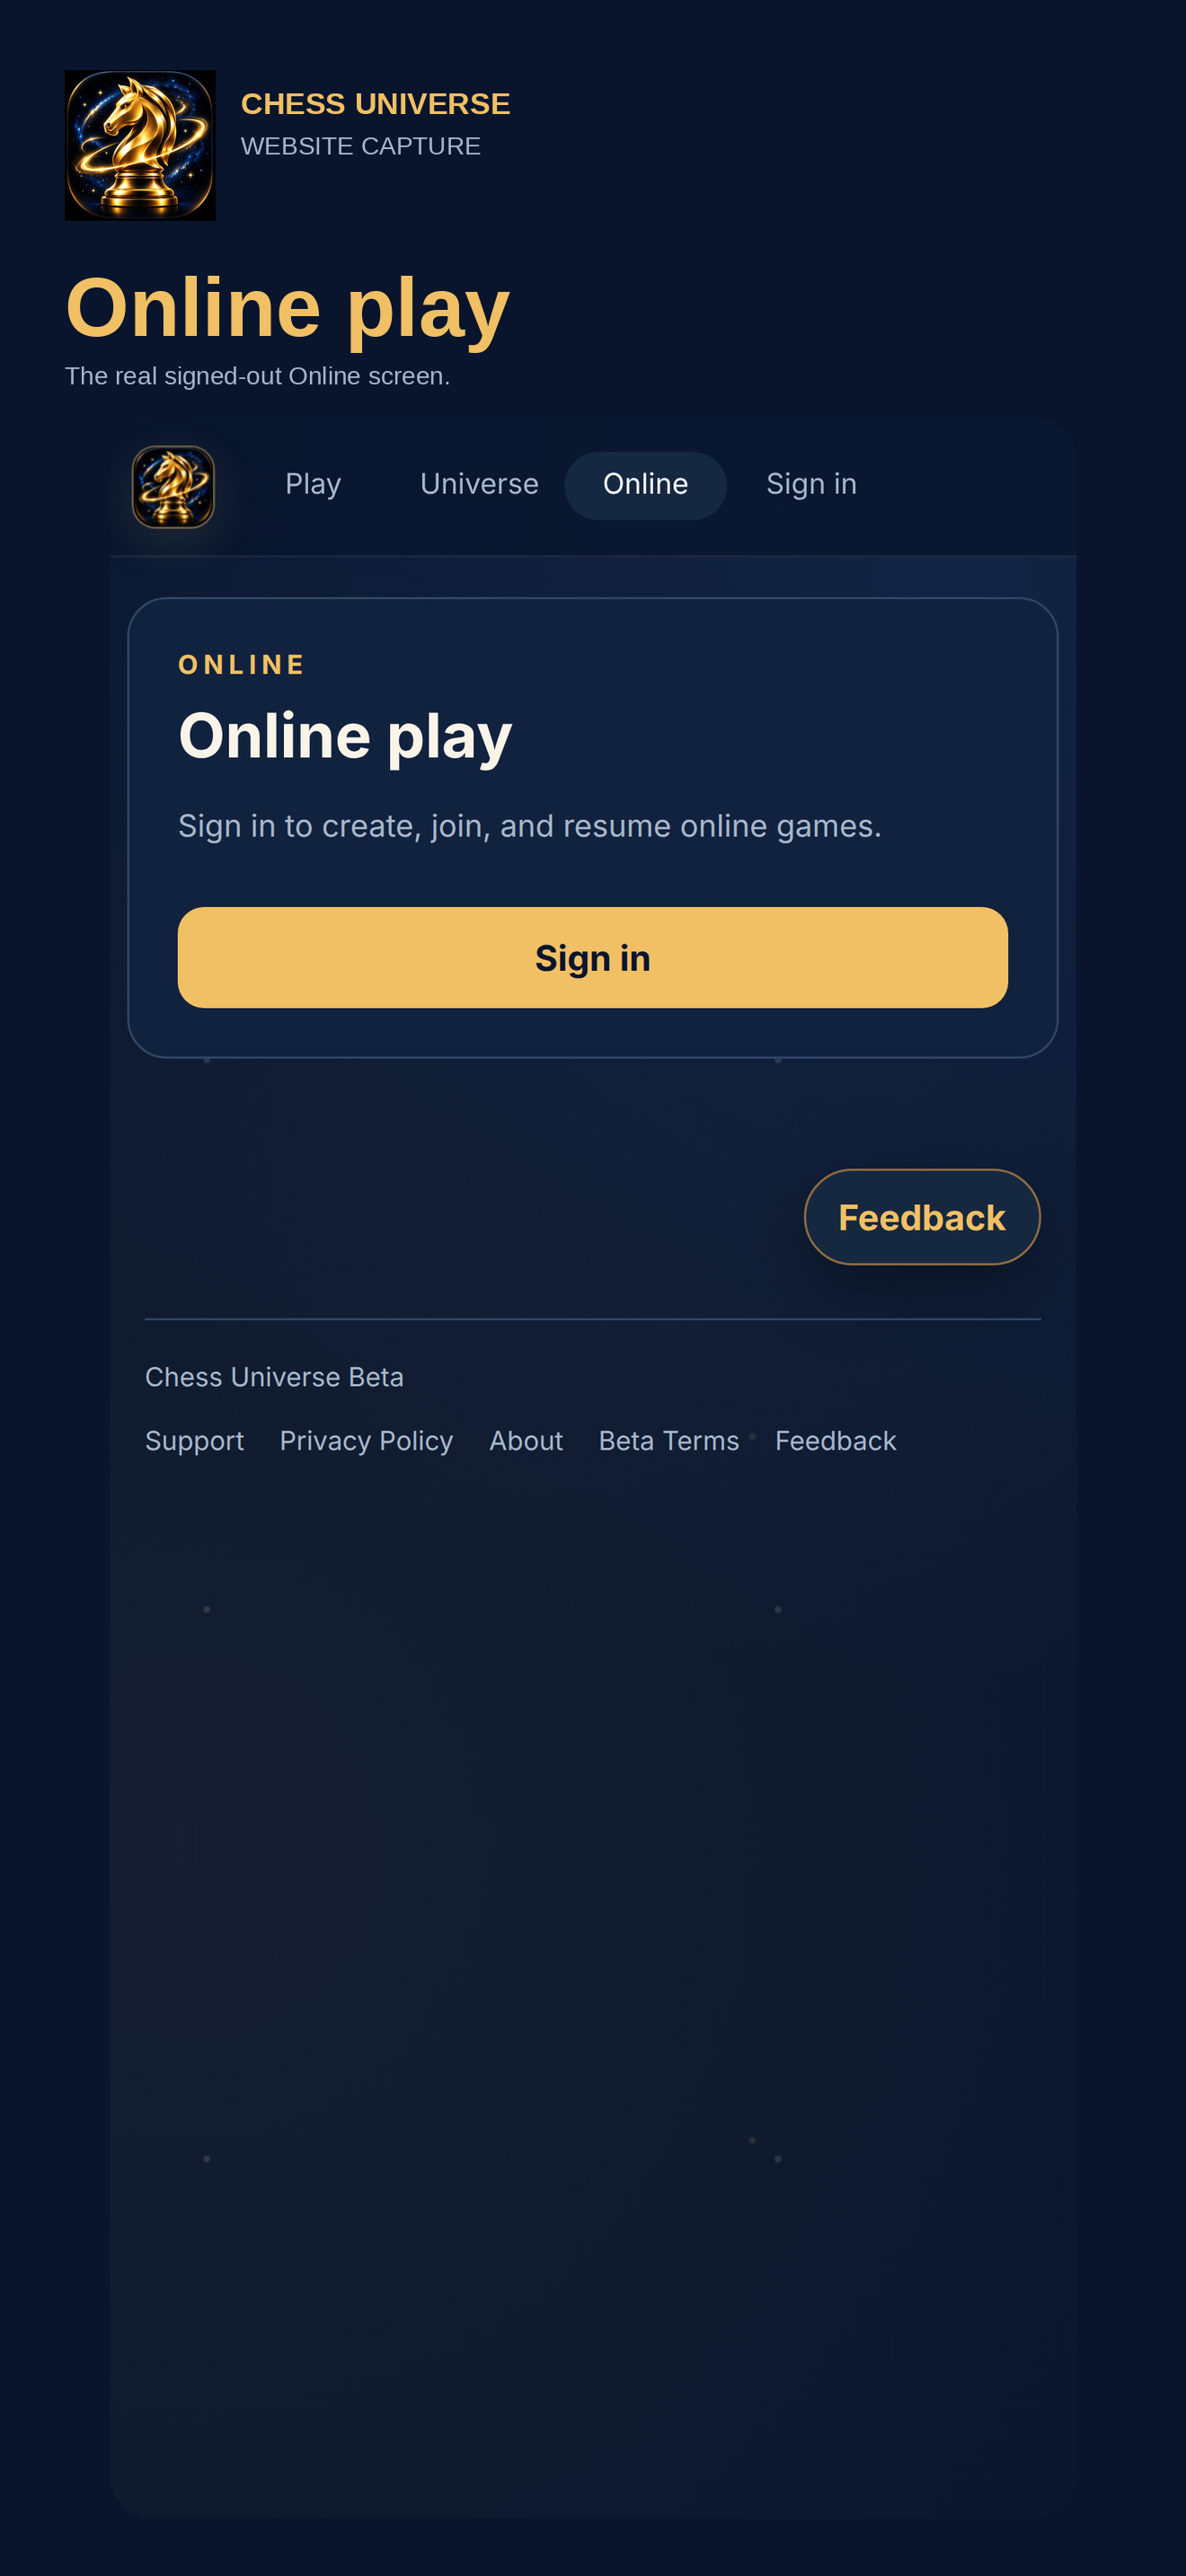 CHESS UNIVERSE
WEBSITE CAPTURE
Online play
The real signed-out Online screen.
Play Universe Online Sign in
ONLINE
Online play
Sign in to create, join, and resume online games.
Sign in
Feedback
Chess Universe Beta
Support Privacy Policy About Beta Terms Feedback